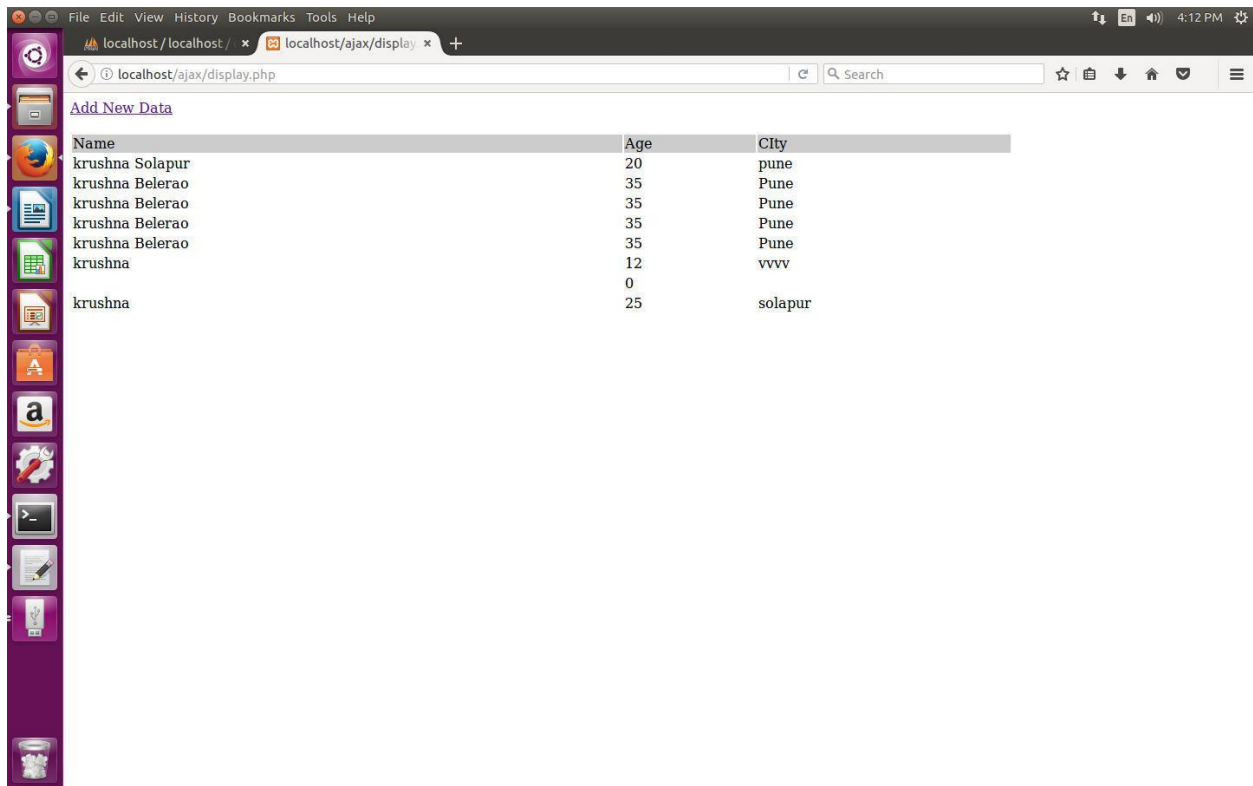 File Edit View History Bookmarks Tools Help En 4:12 PM
localhost / localhost / localhost/ajax/display.
localhost/ajax/display.php Search
Add New Data
Name Age CIty
krushna Solapur 20 pune
krushna Belerao 35 Pune
krushna Belerao 35 Pune
krushna Belerao 35 Pune
krushna Belerao 35 Pune
krushna 12 vvvv
0
krushna 25 solapur